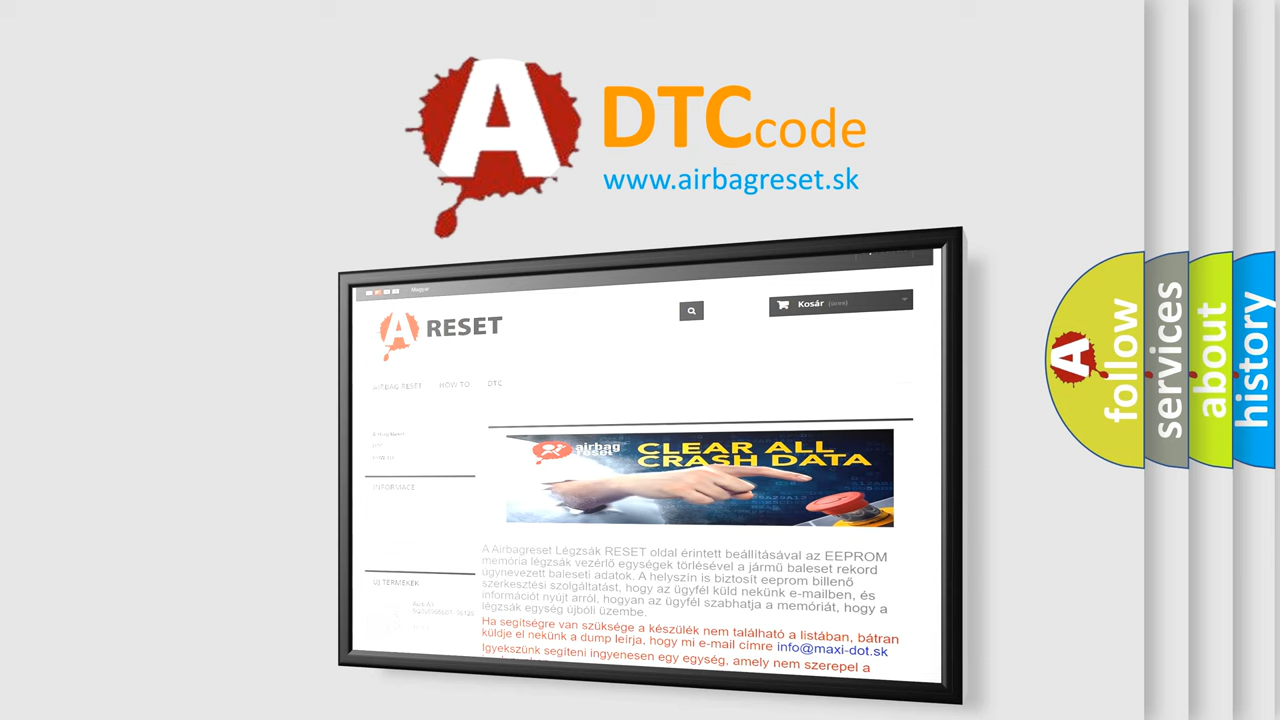 A
DTCcode
www.airbagreset.sk
Magyar
A RESET
Kosár
AIRBAG RESET HOW TO DTC
INFORMACE
airbag
reset
CLEAR ALL
CRASH DATA
ÚJ TERMÉKEK
A Airbagreset Légzsák RESET oldal érintett beállításával az EEPROM
memória légzsák vezérlő egységek törlésével a jármű baleset rekord
úgynevezett baleseti adatok. A helyszín is biztosít eeprom billenő
szerkesztési szolgáltatást, hogy az ügyfél küld nekünk e-mailben, és
információt nyújt arról, hogyan az ügyfél szabhatja a memóriát, hogy a
légzsák egység újbóli üzembe.
Ha segítségre van szüksége a készülék nem található a listában, bátran
küldje el nekünk a dump leírja, hogy mi e-mail címre info@maxi-dot.sk
Igyekszünk segíteni ingyenesen egy egység, amely nem szerepel a
A
follow
services
about
history